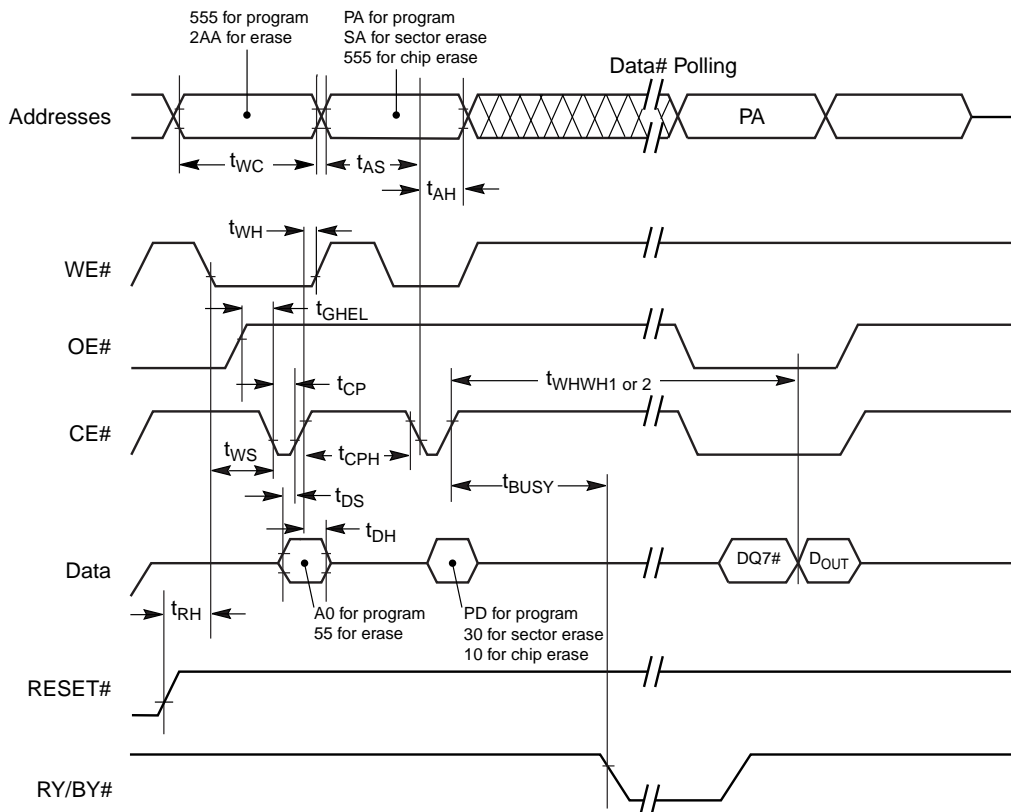 555 for program
2AA for erase
PA for program
SA for sector erase
555 for chip erase
Data# Polling
Addresses
PA
tWC
tAS
tAH
tWH
WE#
tGHEL
OE#
tCP
tWHWH1 or 2
CE#
tWS
tCPH
tBUSY
tDS
tDH
Data
DQ7#
DOUT
tRH
A0 for program
55 for erase
PD for program
30 for sector erase
10 for chip erase
RESET#
RY/BY#